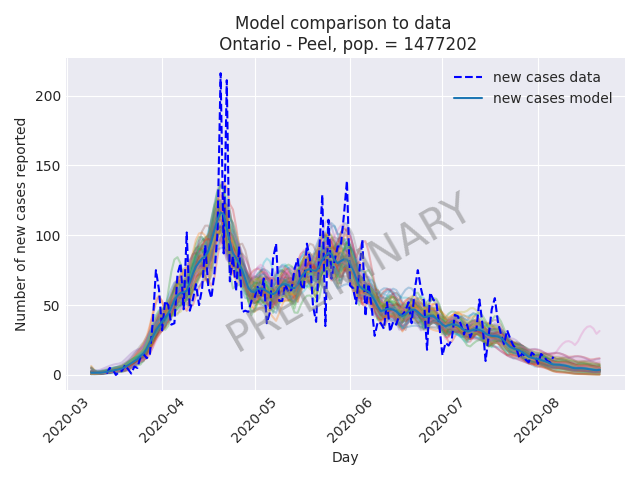 Model comparison to data
Ontario - Peel, pop. = 1477202
new cases data
new cases model
Number of new cases reported
200
150
100
50
0
PRELIMINARY
2020-03
2020-04
2020-05
2020-06
2020-07
2020-08
Day